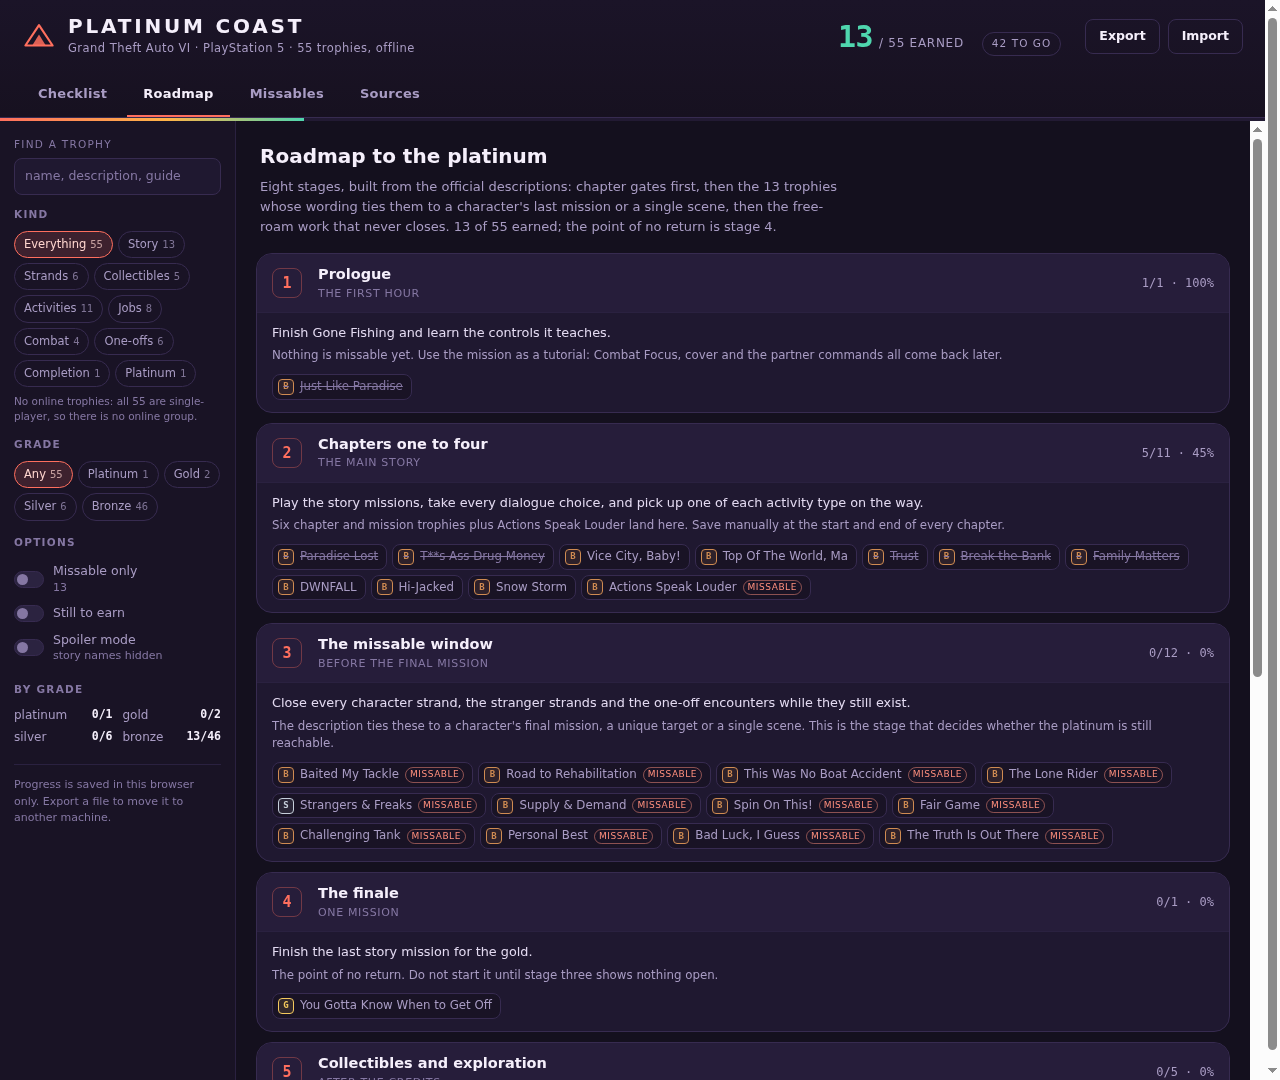 PLATINUM COAST
Grand Theft Auto VI · PlayStation 5 · 55 trophies, offline
13 / 55 EARNED
42 TO GO
Export
Import
Checklist
Roadmap
Missables
Sources
FIND A TROPHY
name, description, guide
KIND
Everything 55
Story 13
Strands 6
Collectibles 5
Activities 11
Jobs 8
Combat 4
One-offs 6
Completion 1
Platinum 1
No online trophies: all 55 are single-
player, so there is no online group.
GRADE
Any 55
Platinum 1
Gold 2
Silver 6
Bronze 46
OPTIONS
Missable only
13
Still to earn
Spoiler mode
story names hidden
BY GRADE
platinum 0/1 gold 0/2
silver 0/6 bronze 13/46
Progress is saved in this browser
only. Export a file to move it to
another machine.
Roadmap to the platinum
Eight stages, built from the official descriptions: chapter gates first, then the 13 trophies
whose wording ties them to a character's last mission or a single scene, then the free-
roam work that never closes. 13 of 55 earned; the point of no return is stage 4.
1
Prologue
THE FIRST HOUR
1/1 · 100%
Finish Gone Fishing and learn the controls it teaches.
Nothing is missable yet. Use the mission as a tutorial: Combat Focus, cover and the partner commands all come back later.
B Just Like Paradise
2
Chapters one to four
THE MAIN STORY
5/11 · 45%
Play the story missions, take every dialogue choice, and pick up one of each activity type on the way.
Six chapter and mission trophies plus Actions Speak Louder land here. Save manually at the start and end of every chapter.
B Paradise Lost B T**s Ass Drug Money B Vice City, Baby! B Top Of The World, Ma B Trust B Break the Bank B Family Matters
B DWNFALL B Hi-Jacked B Snow Storm B Actions Speak Louder MISSABLE
3
The missable window
BEFORE THE FINAL MISSION
0/12 · 0%
Close every character strand, the stranger strands and the one-off encounters while they still exist.
The description ties these to a character's final mission, a unique target or a single scene. This is the stage that decides whether the platinum is still
reachable.
B Baited My Tackle MISSABLE B Road to Rehabilitation MISSABLE B This Was No Boat Accident MISSABLE B The Lone Rider MISSABLE
S Strangers & Freaks MISSABLE B Supply & Demand MISSABLE B Spin On This! MISSABLE B Fair Game MISSABLE
B Challenging Tank MISSABLE B Personal Best MISSABLE B Bad Luck, I Guess MISSABLE B The Truth Is Out There MISSABLE
4
The finale
ONE MISSION
0/1 · 0%
Finish the last story mission for the gold.
The point of no return. Do not start it until stage three shows nothing open.
G You Gotta Know When to Get Off
5
Collectibles and exploration
AFTER THE CREDITS
0/5 · 0%